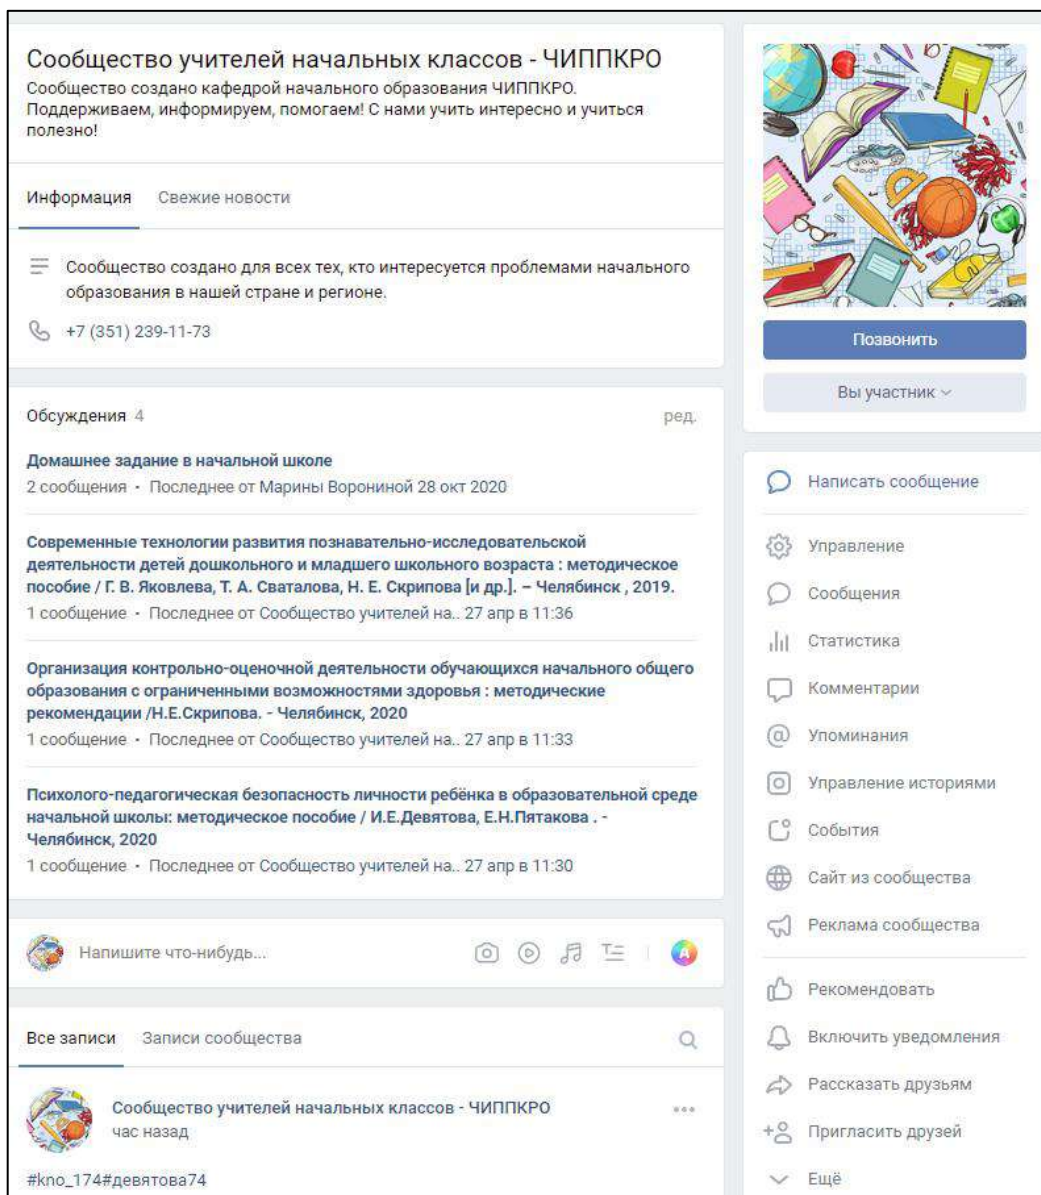 Сообщество учителей начальных классов - ЧИППКРО
Сообщество создано кафедрой начального образования ЧИППКРО.
Поддерживаем, информируем, помогаем! С нами учить интересно и учиться
полезно!
Информация Свежие новости
Сообщество создано для всех тех, кто интересуется проблемами начального
образования в нашей стране и регионе.
+7 (351) 239-11-73
Обсуждения 4 ред.
Домашнее задание в начальной школе
2 сообщения · Последнее от Марины Ворониной 28 окт 2020
Современные технологии развития познавательно-исследовательской
деятельности детей дошкольного и младшего школьного возраста : методическое
пособие / Г. В. Яковлева, Т. А. Сваталова, Н. Е. Скрипова [и др.]. – Челябинск , 2019.
1 сообщение · Последнее от Сообщество учителей на.. 27 апр в 11:36
Организация контрольно-оценочной деятельности обучающихся начального общего
образования с ограниченными возможностями здоровья : методические
рекомендации /Н.Е.Скрипова. - Челябинск, 2020
1 сообщение · Последнее от Сообщество учителей на.. 27 апр в 11:33
Психолого-педагогическая безопасность личности ребёнка в образовательной среде
начальной школы: методическое пособие / И.Е.Девятова, Е.Н.Пятакова . -
Челябинск, 2020
1 сообщение · Последнее от Сообщество учителей на.. 27 апр в 11:30
Напишите что-нибудь...
Все записи Записи сообщества
Сообщество учителей начальных классов - ЧИППКРО
час назад
#kno_174#девятова74
Позвонить
Вы участник
Написать сообщение
Управление
Сообщения
Статистика
Комментарии
Упоминания
Управление историями
События
Сайт из сообщества
Реклама сообщества
Рекомендовать
Включить уведомления
Рассказать друзьям
Пригласить друзей
Ещё